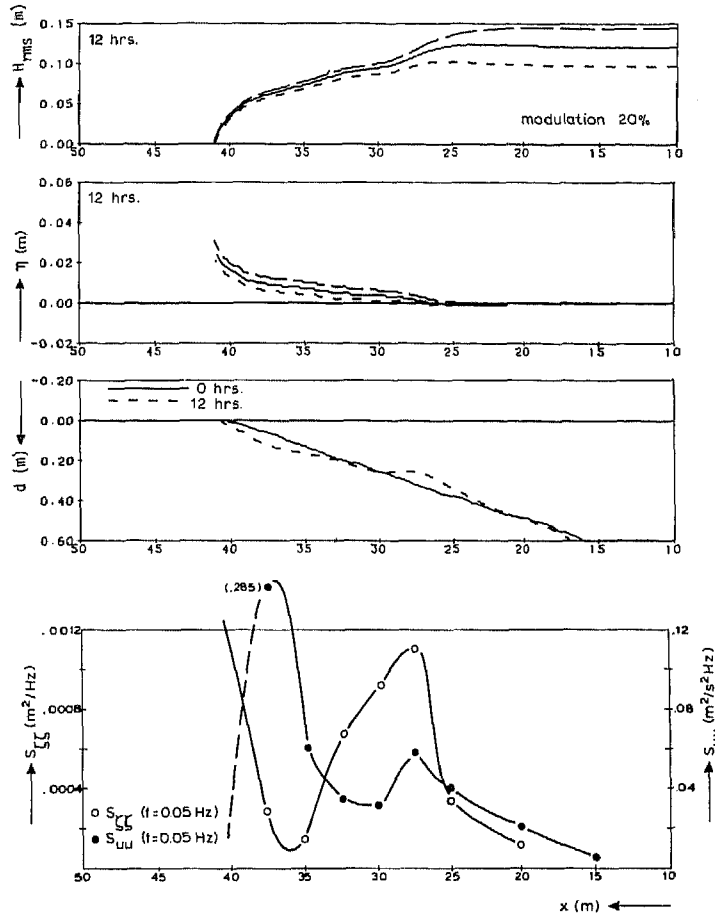 H_rms (m)
0.15
0.10
0.05
0.00
12 hrs.
modulation 20%
50 45 40 35 30 25 20 15 10
η (m)
0.06
0.04
0.02
0.00
-0.02
12 hrs.
50 45 40 35 30 25 20 15 10
d (m)
-0.20
0.00
0.20
0.40
0.60
0 hrs.
12 hrs.
50 45 40 35 30 25 20 15 10
S_ζζ (m²/Hz)
.0012
.0008
.0004
(.285)
.12
.08
.04
(m²/s²Hz)
S_ζζ (f=0.05 Hz)
S_uu (f=0.05 Hz)
50 45 40 35 30 25 20 15 10
x (m)